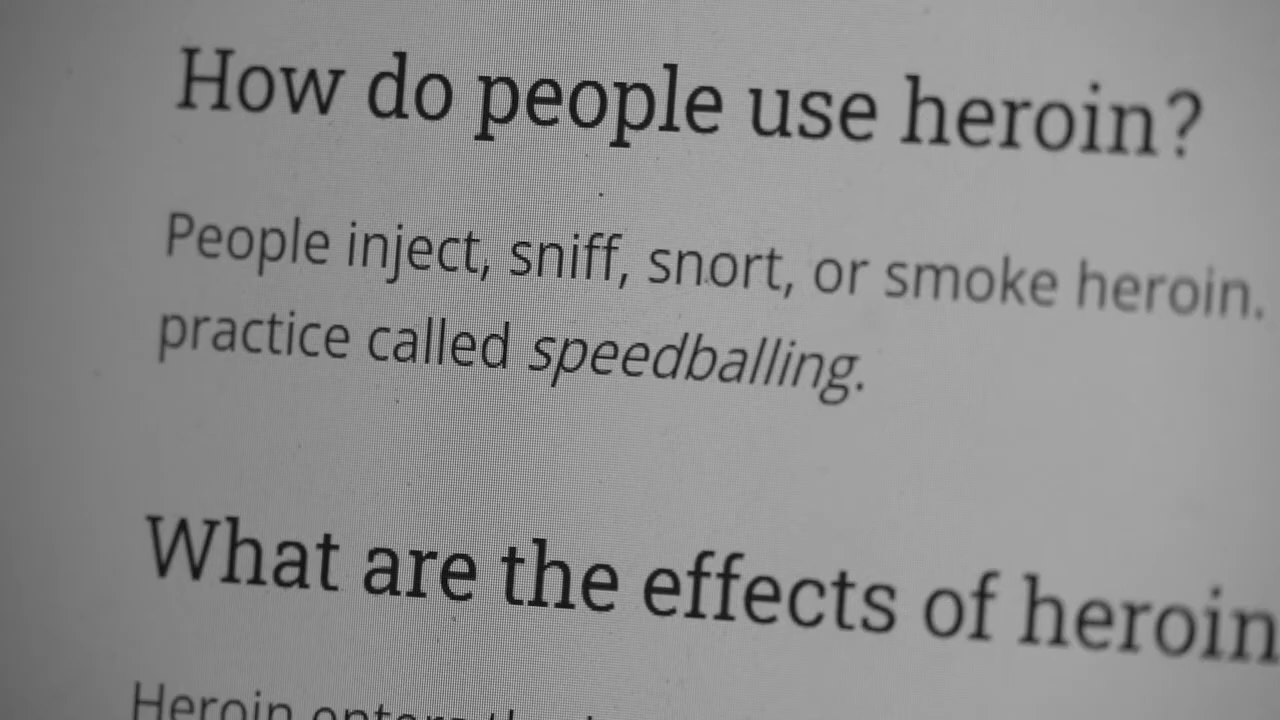 How do people use heroin?
People inject, sniff, snort, or smoke heroin.
practice called speedballing.
What are the effects of heroin
Heroin